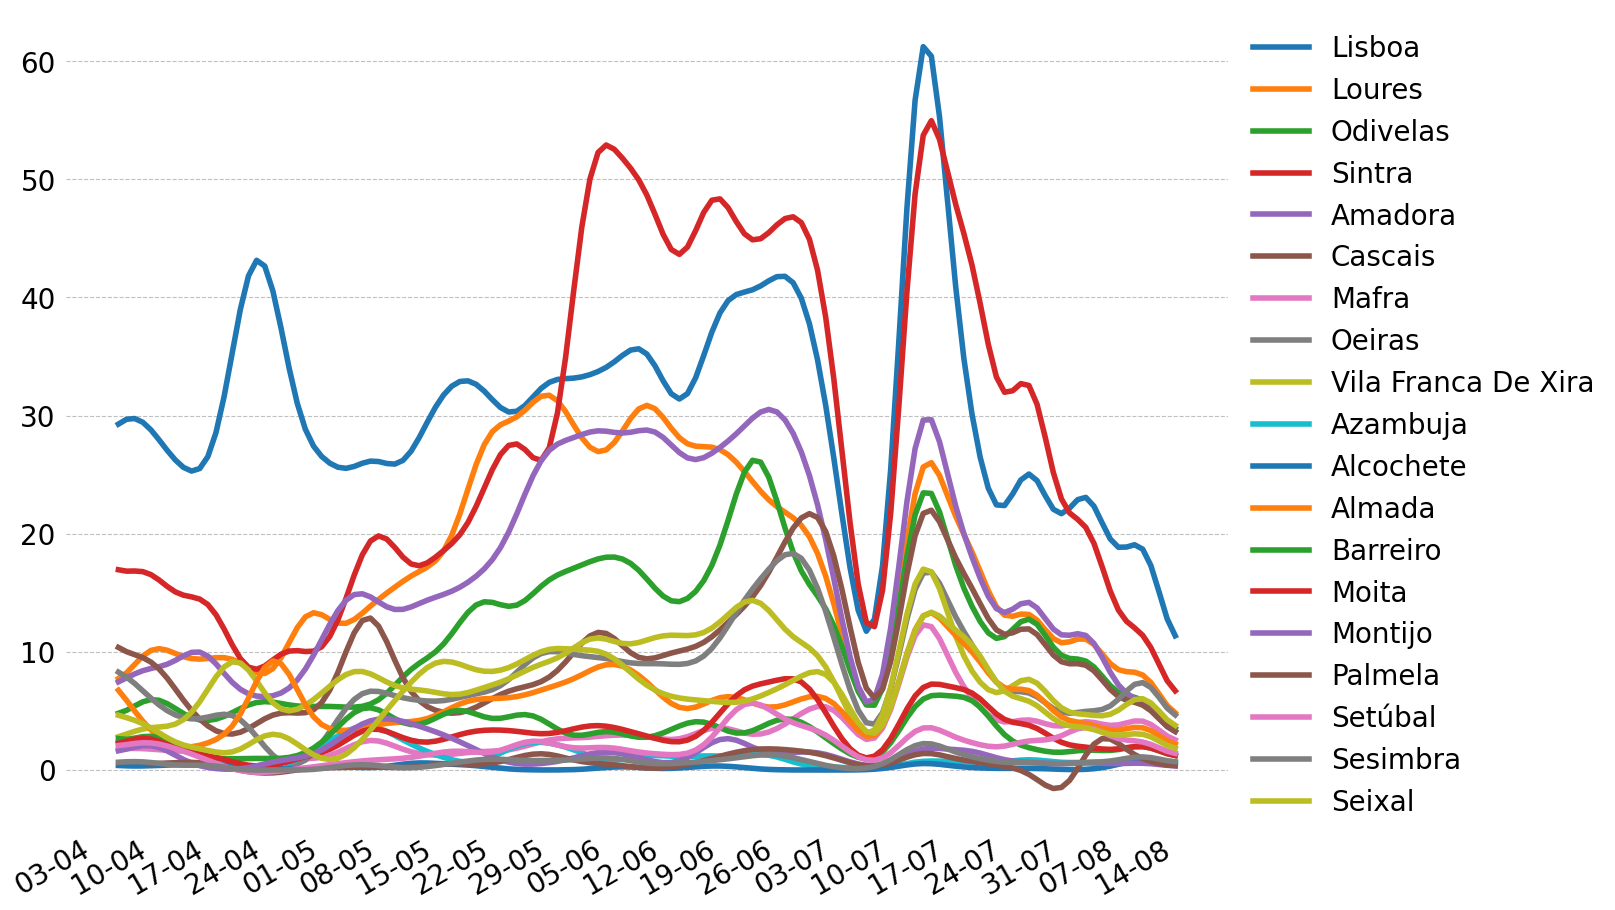 60
50
40
30
20
10
0
03-04
10-04
17-04
24-04
01-05
08-05
15-05
22-05
29-05
05-06
12-06
19-06
26-06
03-07
10-07
17-07
24-07
31-07
07-08
14-08
Lisboa
Loures
Odivelas
Sintra
Amadora
Cascais
Mafra
Oeiras
Vila Franca De Xira
Azambuja
Alcochete
Almada
Barreiro
Moita
Montijo
Palmela
Setúbal
Sesimbra
Seixal